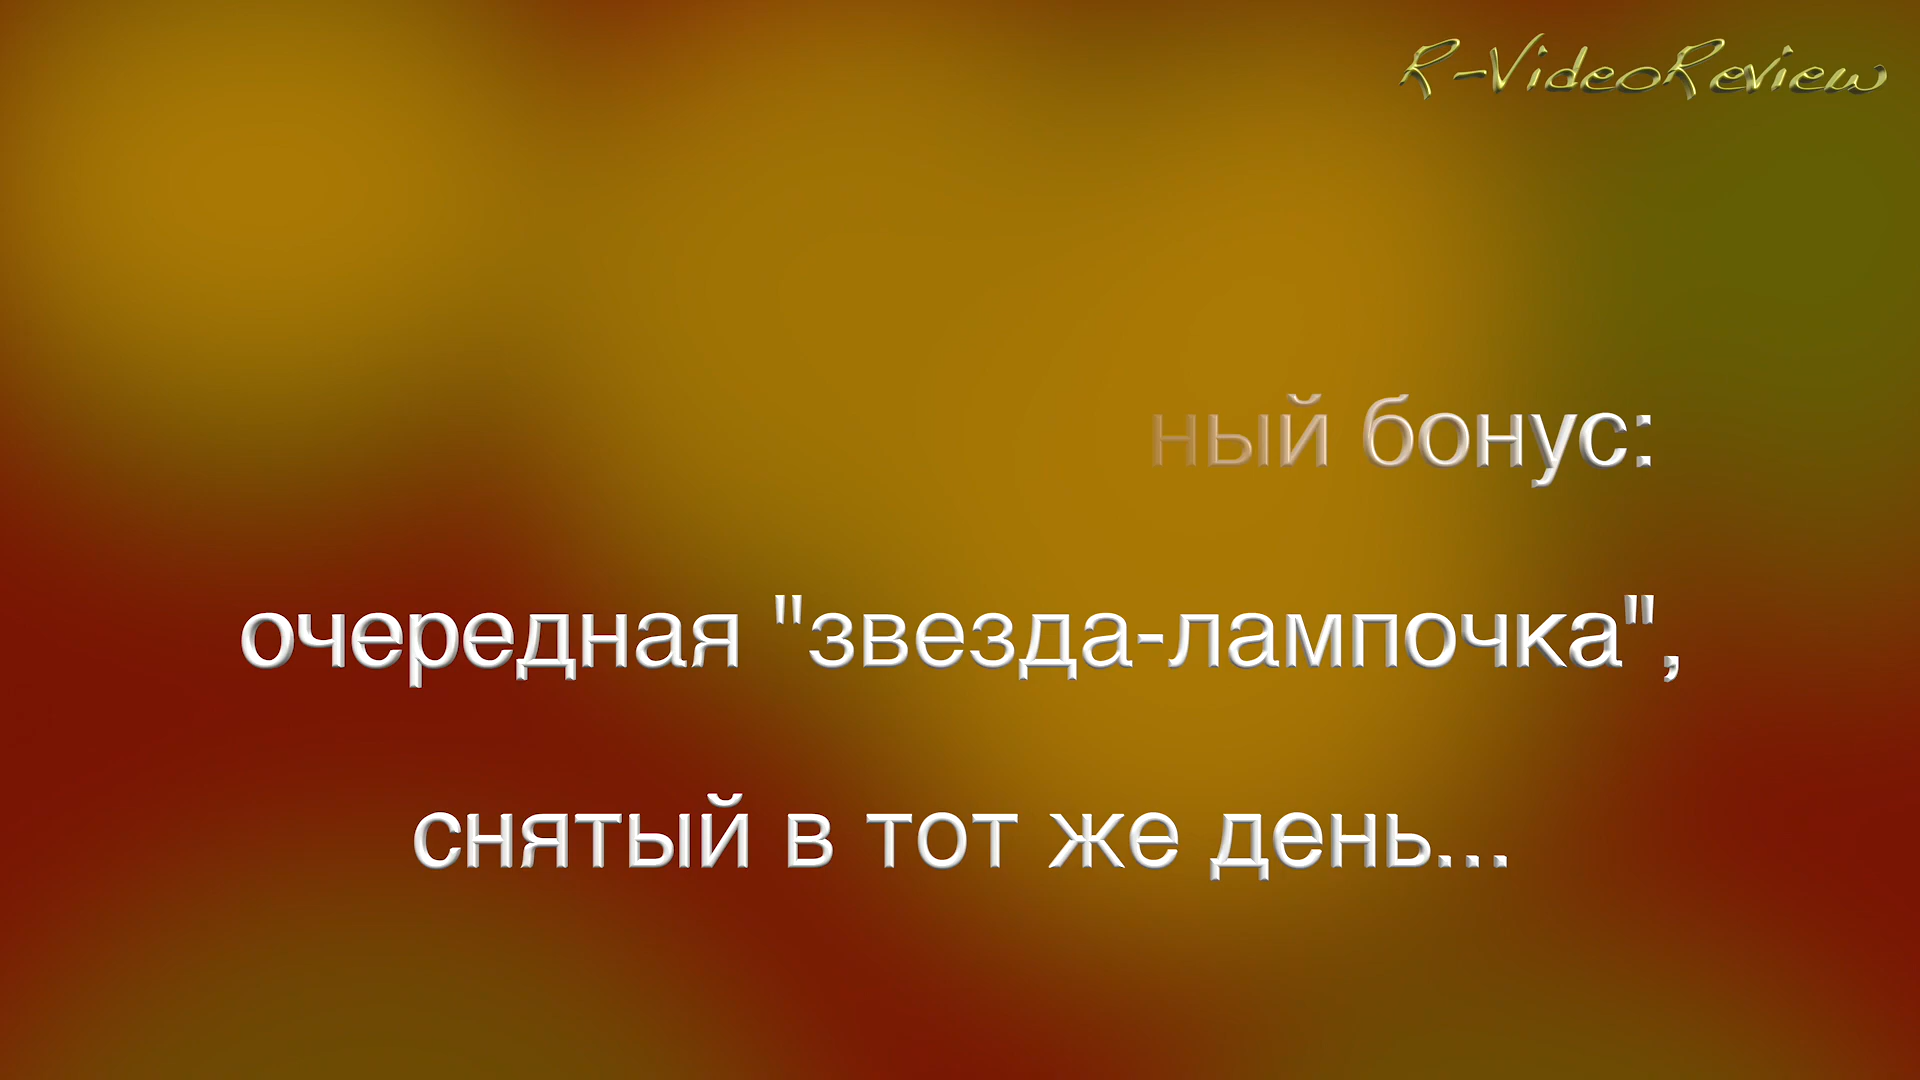 R-VideoReview
ный бонус:
очередная "звезда-лампочка",
снятый в тот же день...